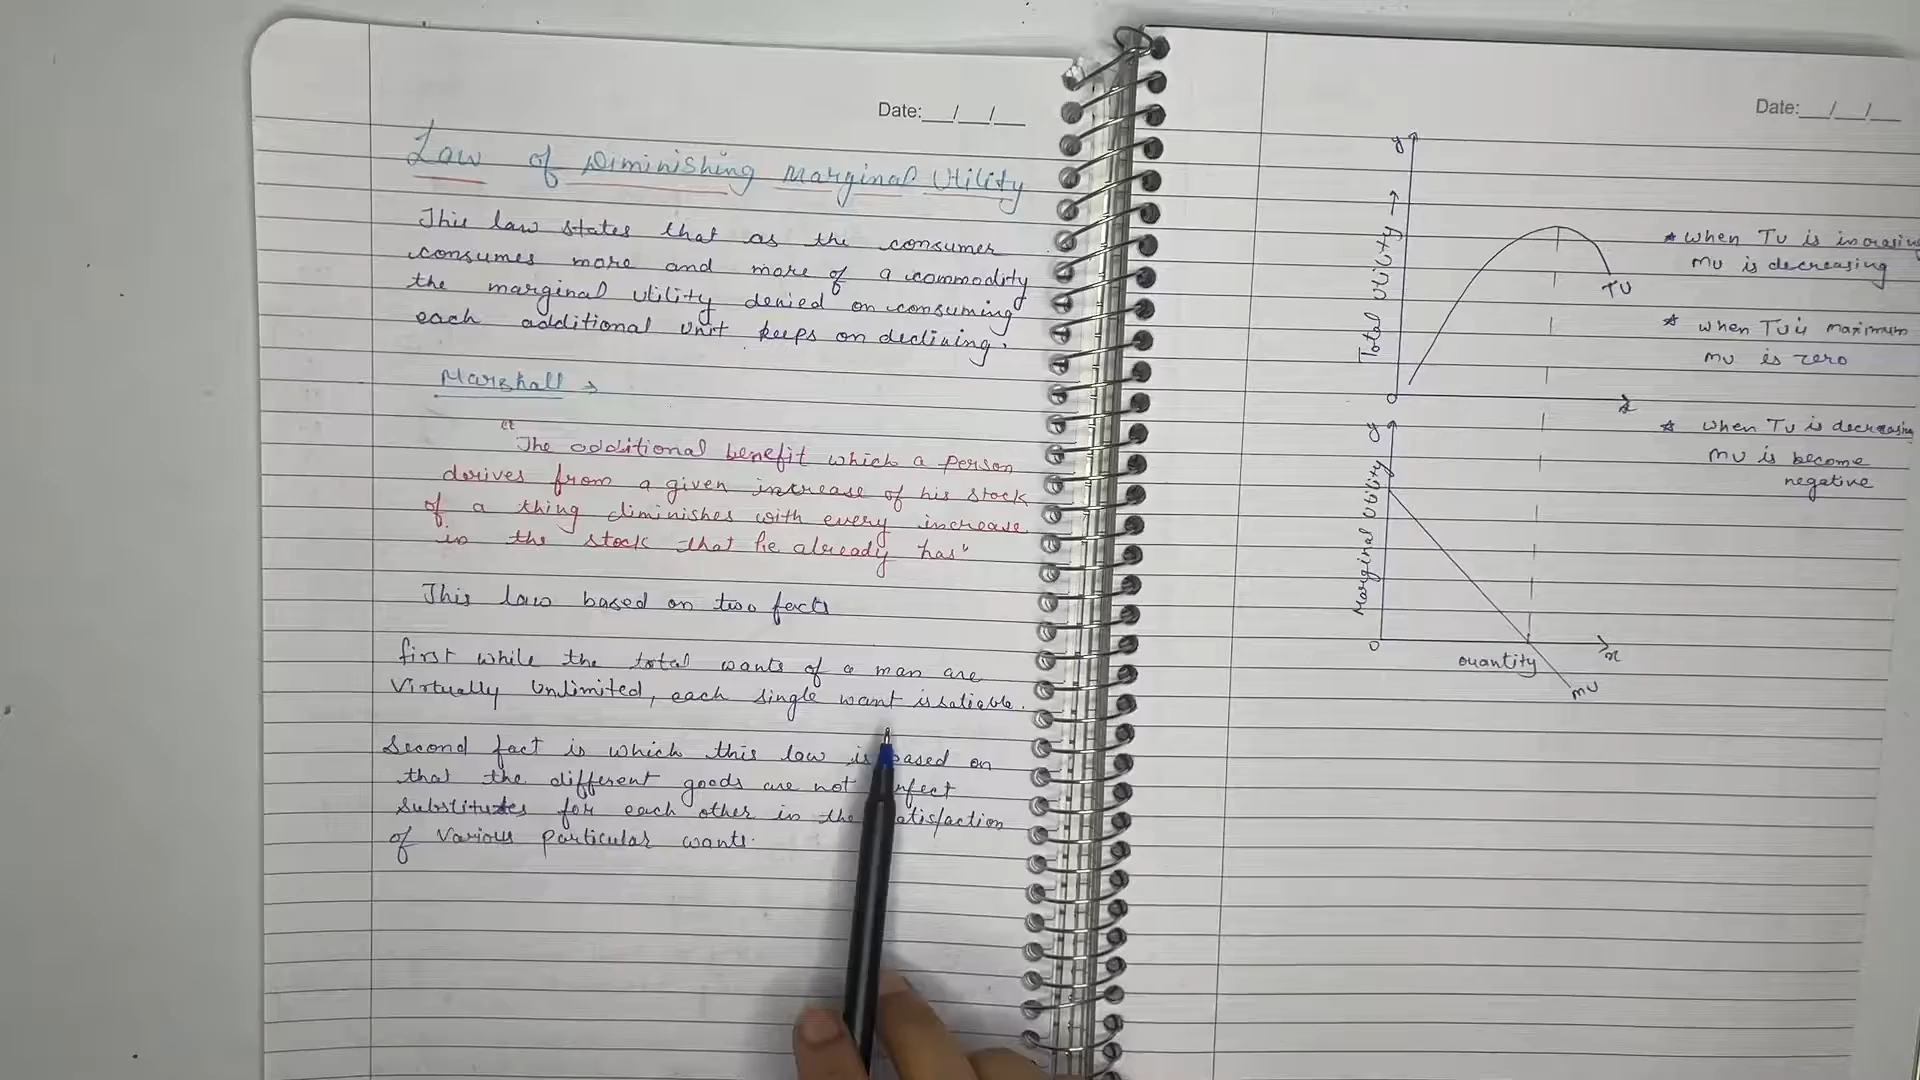 Date:__/__/__
Law of Diminishing Marginal Utility
This law states that as the consumer
consumes more and more of a commodity
the marginal utility denied on consuming
each additional unit keeps on declining.
Marshall →
"The additional benefit which a person
derives from a given increase of his stock
of a thing diminishes with every increase
in the stock that he already has"
This law based on two facts
first while the total wants of a man are
Virtually Unlimited, each single want is satiable.
Second fact is which this law is based on
that the different goods are not
substitutes for each other in the
of various particular wants.
Date:__/__/__
y
Total Utility →
TU
x
O
y
Marginal Utility
O
Quantity
x
MU
* when TU is increasing
MU is decreasing
* when TU is maximum
MU is zero
* when TU is decreasing
MU is become
negative